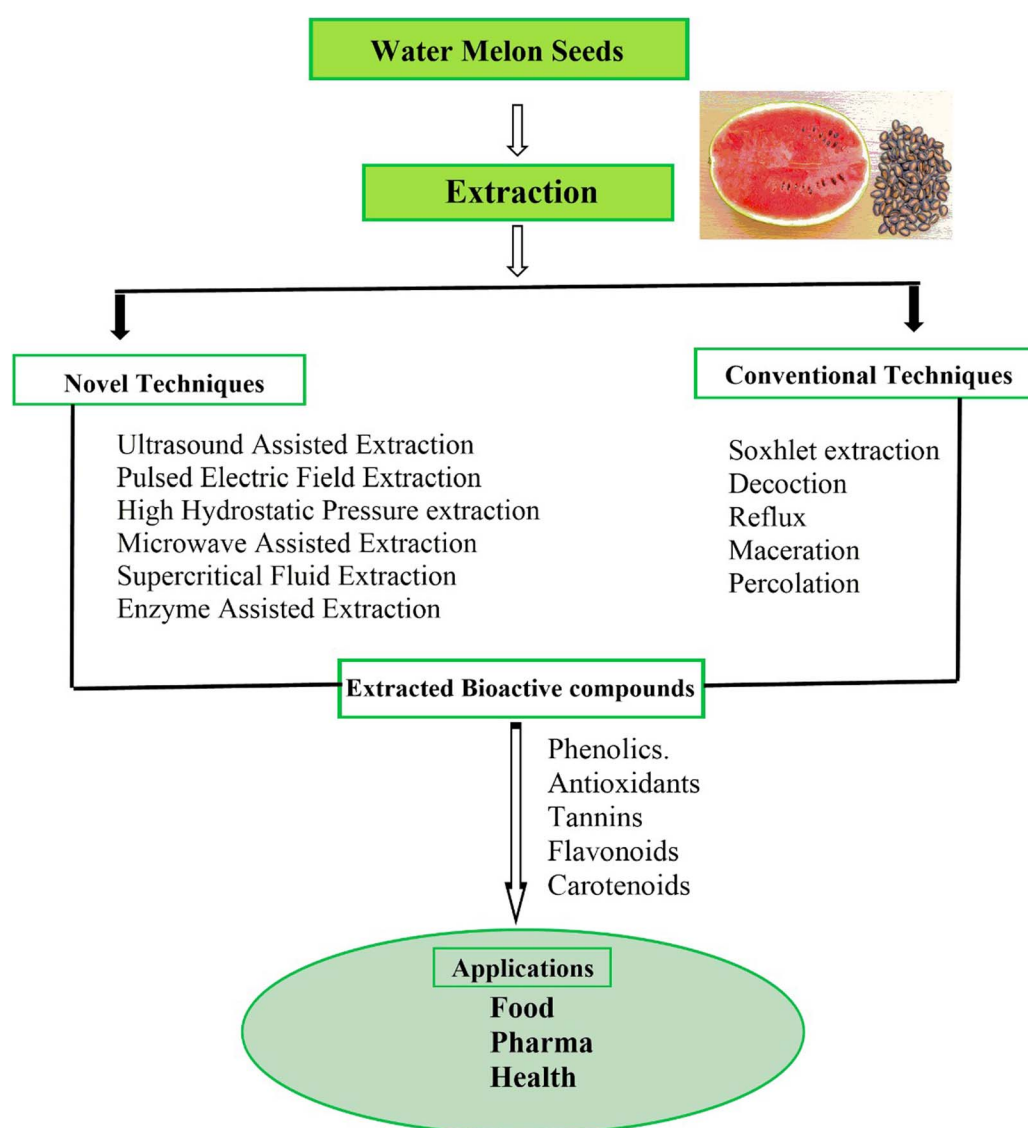 Water Melon Seeds
Extraction
Novel Techniques
Ultrasound Assisted Extraction
Pulsed Electric Field Extraction
High Hydrostatic Pressure extraction
Microwave Assisted Extraction
Supercritical Fluid Extraction
Enzyme Assisted Extraction
Conventional Techniques
Soxhlet extraction
Decoction
Reflux
Maceration
Percolation
Extracted Bioactive compounds
Phenolics.
Antioxidants
Tannins
Flavonoids
Carotenoids
Applications
Food
Pharma
Health